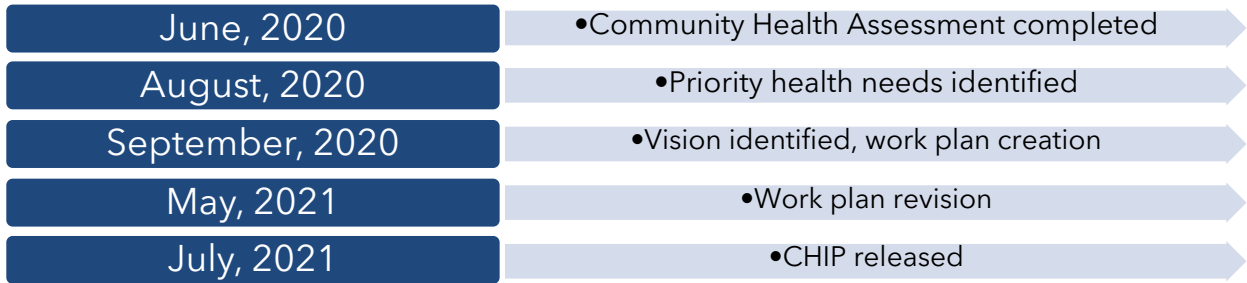 June, 2020
•Community Health Assessment completed
August, 2020
•Priority health needs identified
September, 2020
•Vision identified, work plan creation
May, 2021
•Work plan revision
July, 2021
•CHIP released